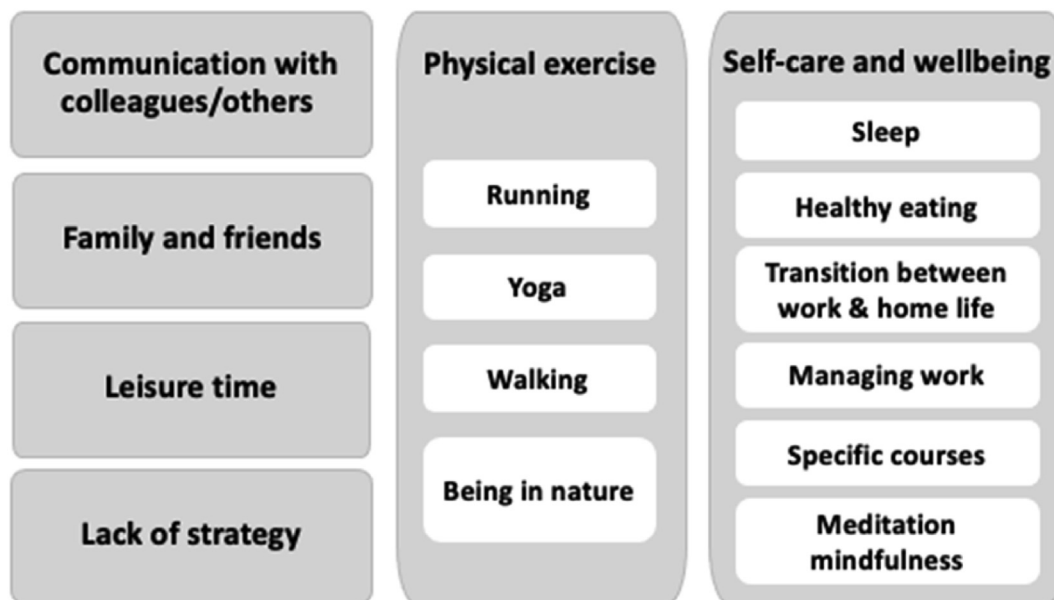 Communication with
colleagues/others
Family and friends
Leisure time
Lack of strategy
Physical exercise
Running
Yoga
Walking
Being in nature
Self-care and wellbeing
Sleep
Healthy eating
Transition between
work & home life
Managing work
Specific courses
Meditation
mindfulness